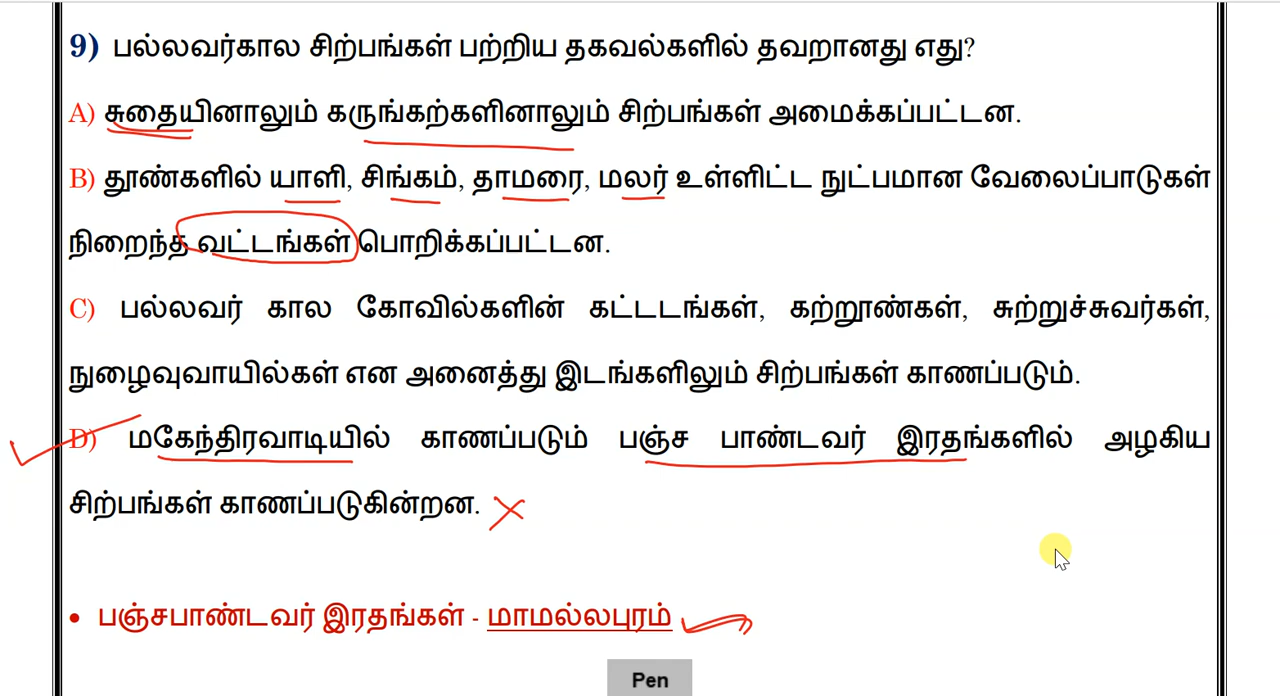 9) பல்லவர்கால சிற்பங்கள் பற்றிய தகவல்களில் தவறானது எது?
A) சுதையினாலும் கருங்கற்களினாலும் சிற்பங்கள் அமைக்கப்பட்டன.
B) தூண்களில் யாளி, சிங்கம், தாமரை, மலர் உள்ளிட்ட நுட்பமான வேலைப்பாடுகள்
நிறைந்த வட்டங்கள் பொறிக்கப்பட்டன.
C) பல்லவர் கால கோவில்களின் கட்டடங்கள், கற்றூண்கள், சுற்றுச்சுவர்கள்,
நுழைவுவாயில்கள் என அனைத்து இடங்களிலும் சிற்பங்கள் காணப்படும்.
D) மகேந்திரவாடியில் காணப்படும் பஞ்ச பாண்டவர் இரதங்களில் அழகிய
சிற்பங்கள் காணப்படுகின்றன.
• பஞ்சபாண்டவர் இரதங்கள் - மாமல்லபுரம்
Pen